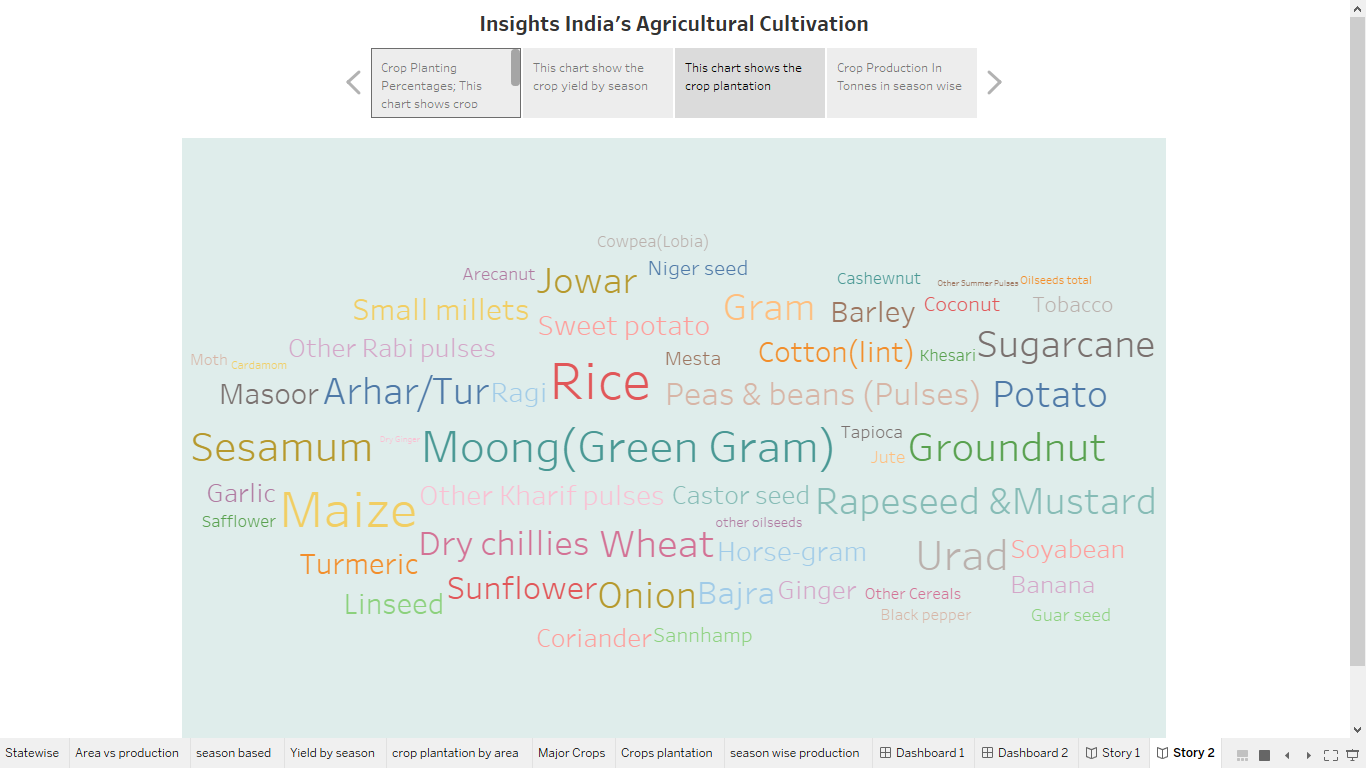 Insights India's Agricultural Cultivation
Crop Planting
Percentages; This
chart shows crop
This chart show the
crop yield by season
This chart shows the
crop plantation
Crop Production In
Tonnes in season wise
Cowpea(Lobia)
Arecanut Jowar Niger seed Cashewnut Other Summer Pulses Oilseeds total
Small millets Sweet potato Gram Barley Coconut Tobacco
Other Rabi pulses Cotton(lint) Khesari Sugarcane
Moth Cardamom Mesta
Masoor Arhar/Tur Ragi Rice Peas & beans (Pulses) Potato
Sesamum Dry Ginger Moong(Green Gram) Tapioca Groundnut
Jute
Garlic Maize Other Kharif pulses Castor seed Rapeseed &Mustard
Safflower other oilseeds
Dry chillies Wheat Horse-gram Urad Soyabean
Turmeric
Linseed Sunflower Onion Bajra Ginger Other Cereals Banana
Black pepper Guar seed
Coriander Sannhamp
Statewise Area vs production season based Yield by season crop plantation by area Major Crops Crops plantation season wise production Dashboard 1 Dashboard 2 Story 1 Story 2